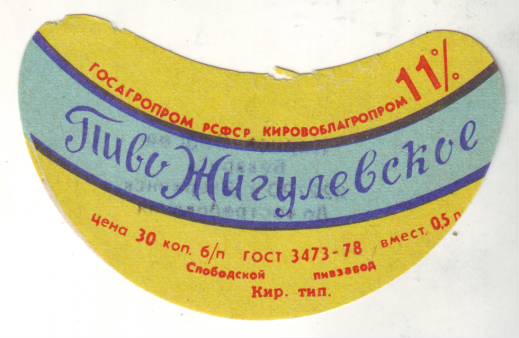 ГОСАГРОПРОМ РСФСР КИРОВОБЛАГРОПРОМ 11%
Пиво Жигулевское
цена 30 коп. б/п ГОСТ 3473-78 вмест. 0,5 л
Слободской пивзавод
Кир. тип.